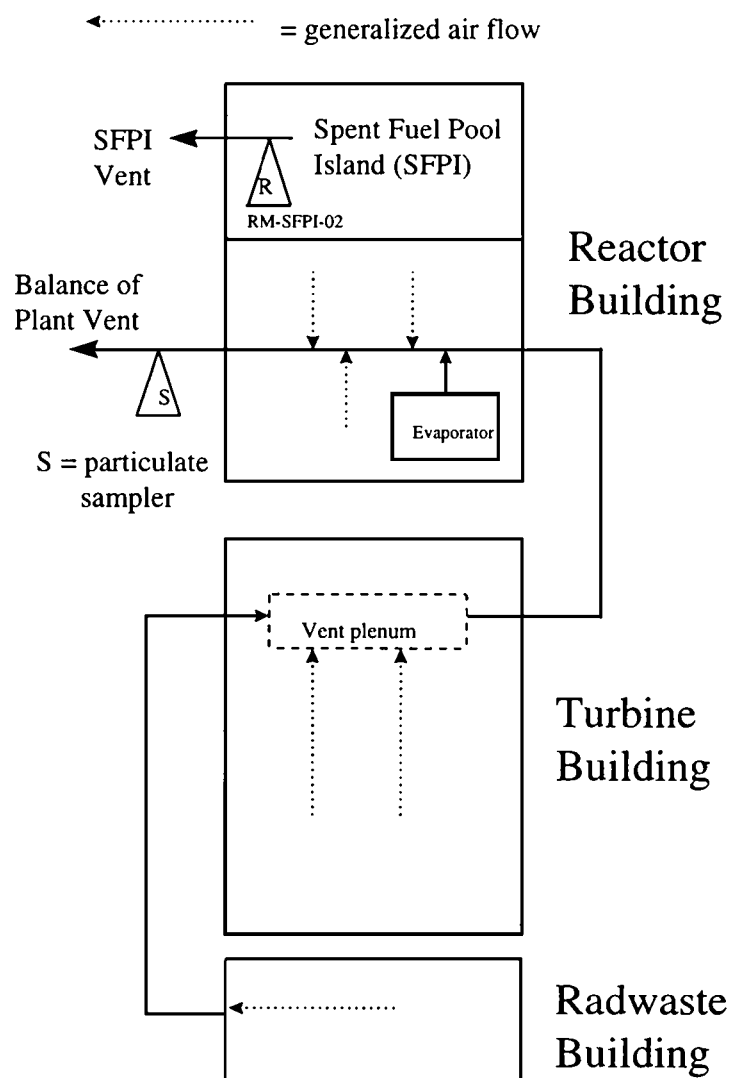 = generalized air flow
SFPI
Vent
Spent Fuel Pool
Island (SFPI)
R
RM-SFPI-02
Reactor
Building
Balance of
Plant Vent
S
Evaporator
S = particulate
sampler
Vent plenum
Turbine
Building
Radwaste
Building